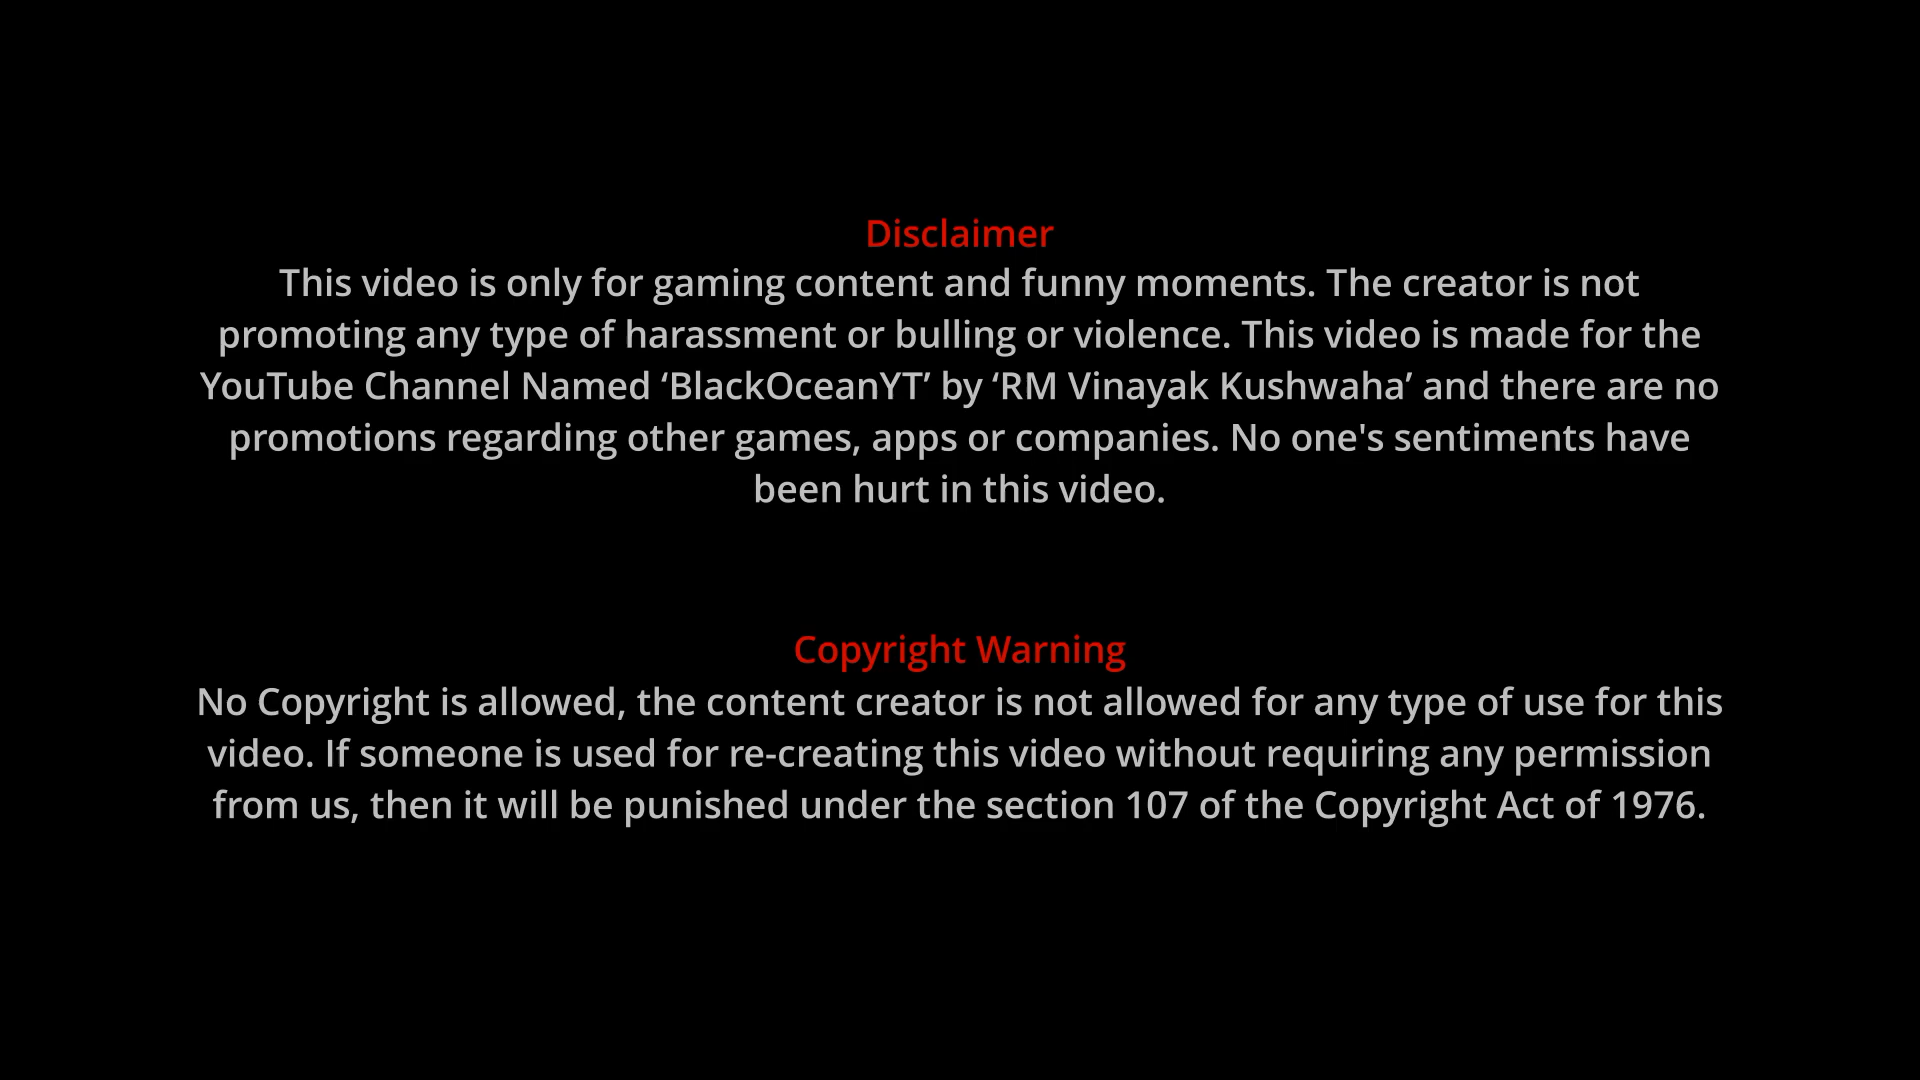 Disclaimer
This video is only for gaming content and funny moments. The creator is not
promoting any type of harassment or bulling or violence. This video is made for the
YouTube Channel Named ‘BlackOceanYT’ by ‘RM Vinayak Kushwaha’ and there are no
promotions regarding other games, apps or companies. No one's sentiments have
been hurt in this video.
Copyright Warning
No Copyright is allowed, the content creator is not allowed for any type of use for this
video. If someone is used for re-creating this video without requiring any permission
from us, then it will be punished under the section 107 of the Copyright Act of 1976.